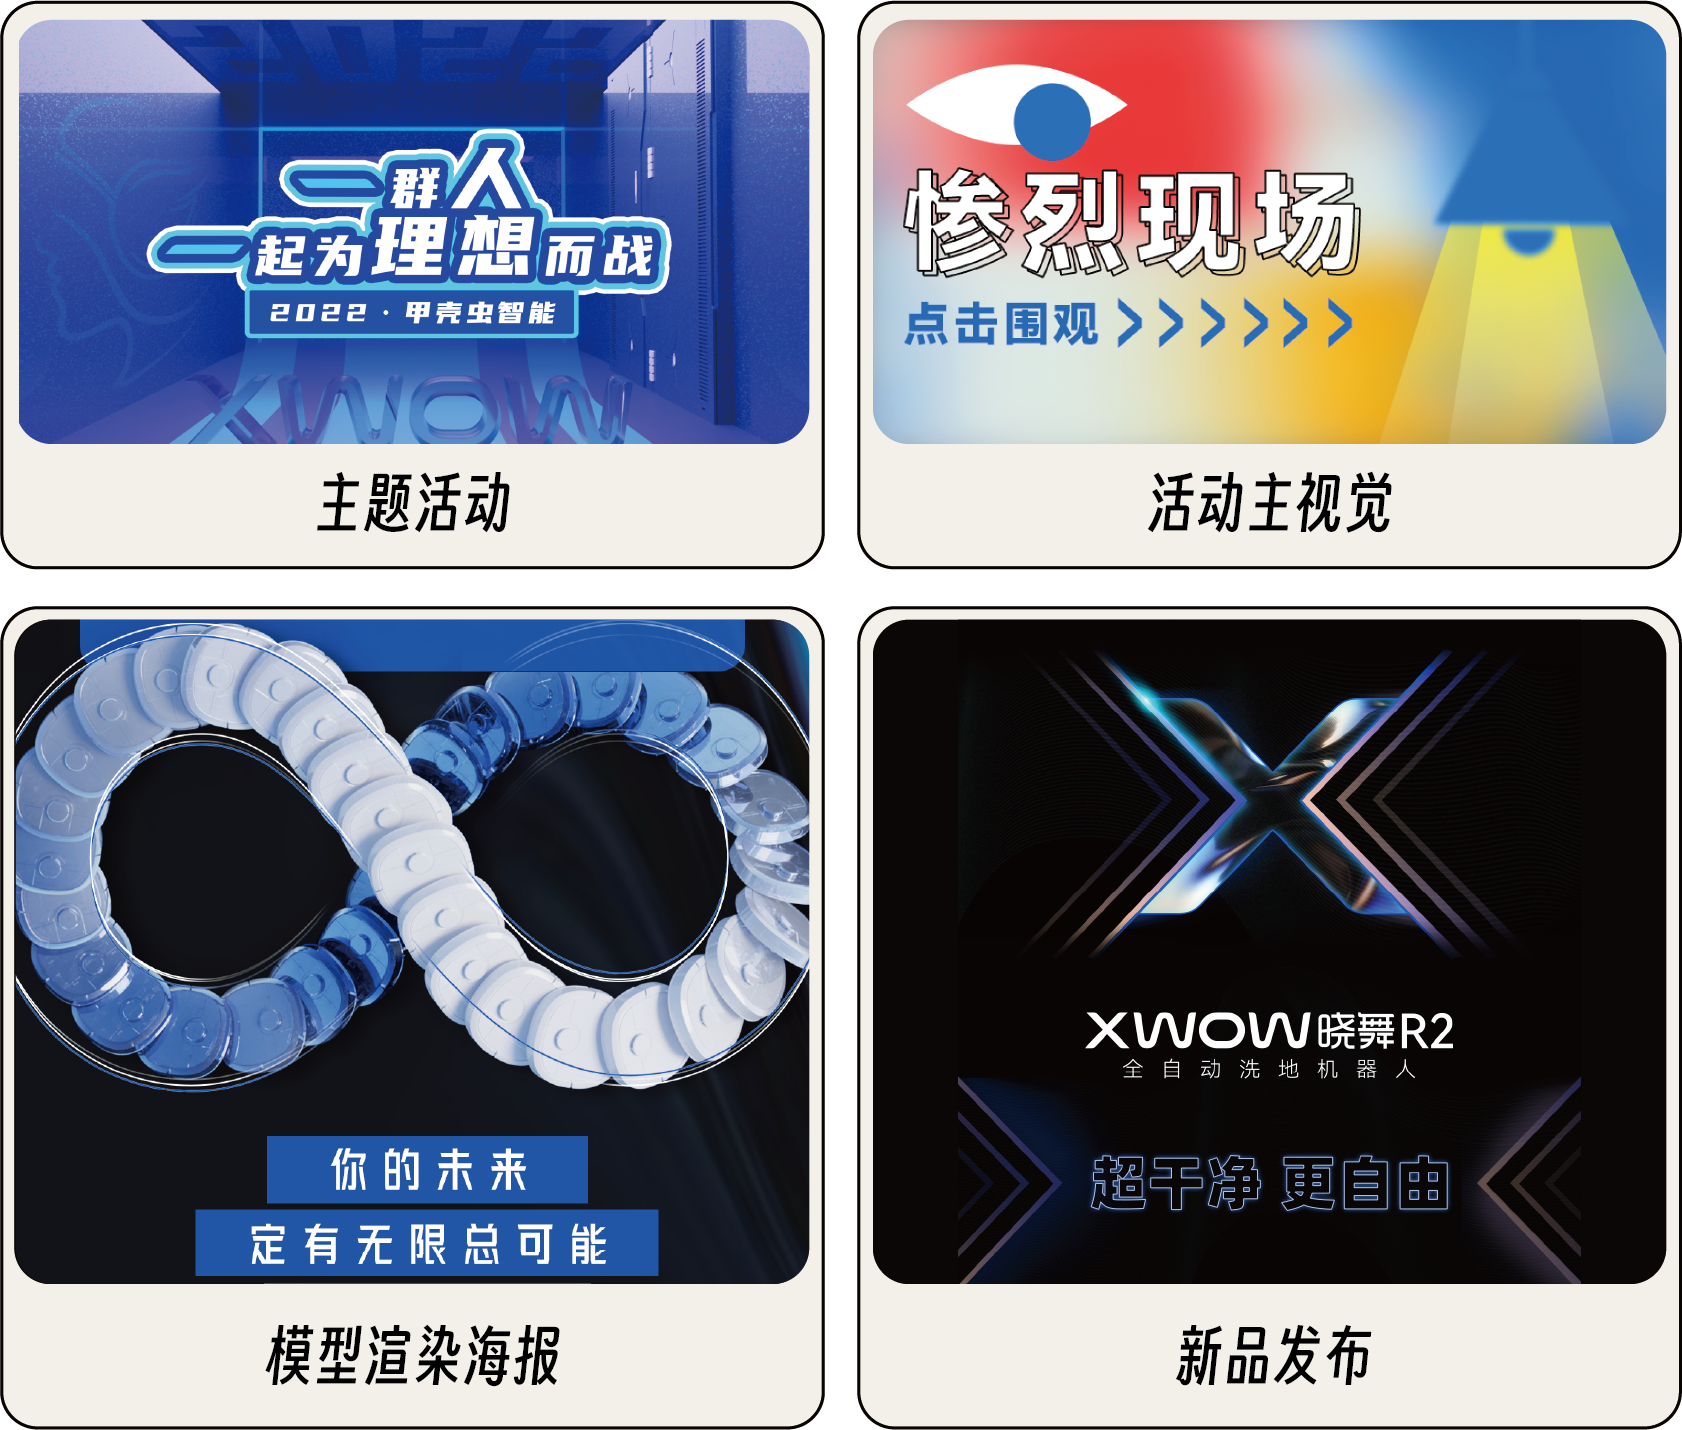 一群人
一起为理想而战
2022·甲壳虫智能
XWOW
主题活动
惨烈现场
点击围观 >>>>>>
活动主视觉
你的未来
定有无限总可能
模型渲染海报
XWOW晓舞R2
全自动洗地机器人
超干净 更自由
新品发布